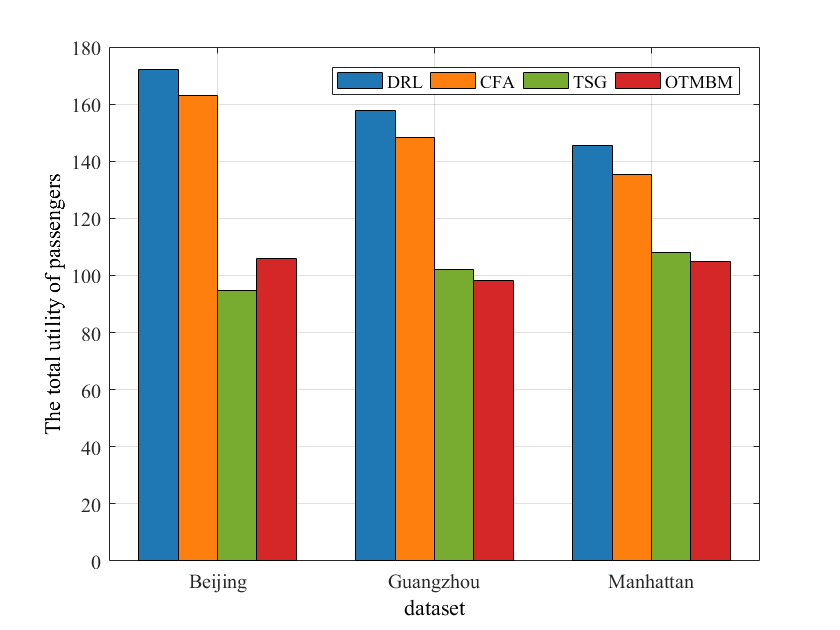 180
160
140
120
100
80
60
40
20
0
The total utility of passengers
DRL CFA TSG OTMBM
Beijing Guangzhou Manhattan
dataset